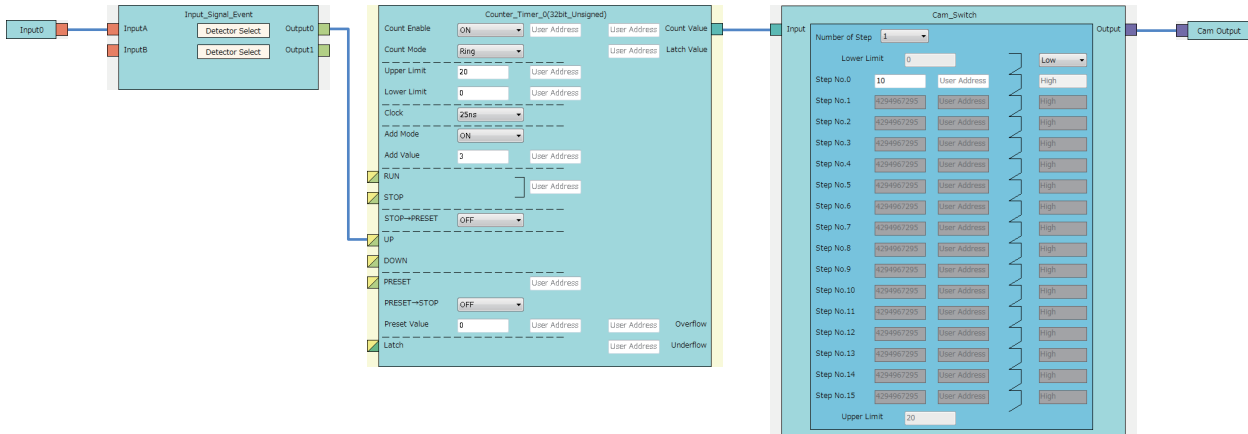 Input0
Input_Signal_Event
InputA Detector Select Output0
InputB Detector Select Output1
Counter_Timer_0(32bit_Unsigned)
Count Enable ON User Address User Address Count Value
Count Mode Ring User Address Latch Value
Upper Limit 20 User Address
Lower Limit 0 User Address
Clock 25ns
Add Mode ON
Add Value 3 User Address
RUN
User Address
STOP
STOP→PRESET OFF
UP
DOWN
PRESET User Address
PRESET→STOP OFF
Preset Value 0 User Address User Address Overflow
Latch User Address Underflow
Cam_Switch
Input Number of Step 1 Output
Lower Limit 0 Low
Step No.0 10 User Address High
Step No.1 4294967295 User Address High
Step No.2 4294967295 User Address High
Step No.3 4294967295 User Address High
Step No.4 4294967295 User Address High
Step No.5 4294967295 User Address High
Step No.6 4294967295 User Address High
Step No.7 4294967295 User Address High
Step No.8 4294967295 User Address High
Step No.9 4294967295 User Address High
Step No.10 4294967295 User Address High
Step No.11 4294967295 User Address High
Step No.12 4294967295 User Address High
Step No.13 4294967295 User Address High
Step No.14 4294967295 User Address High
Step No.15 4294967295 User Address High
Upper Limit 20
Cam Output